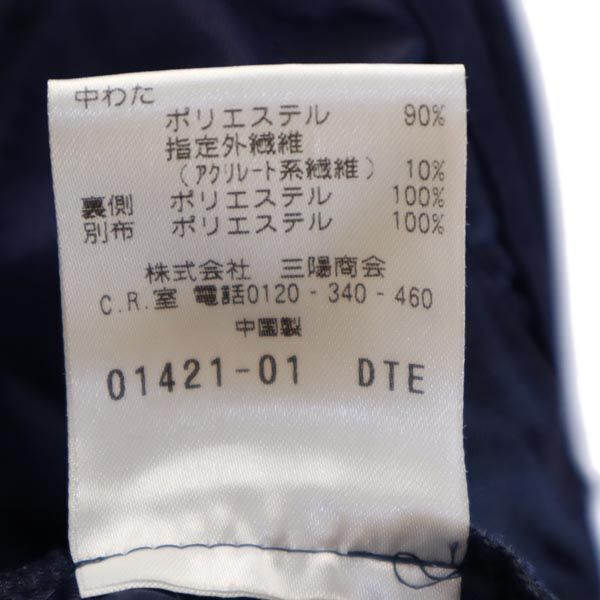 中わた
ポリエステル 90%
指定外繊維
(アクリレート系繊維) 10%
裏側 ポリエステル 100%
別布 ポリエステル 100%
株式会社 三陽商会
C.R.室 電話0120-340-460
中国製
01421-01 DTE